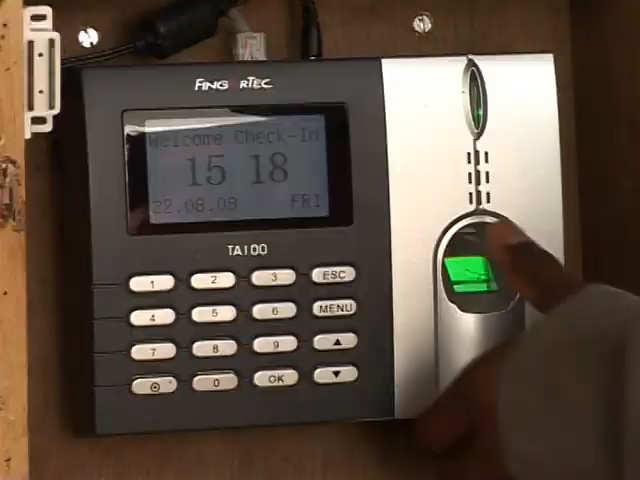 FINGERTEC
Welcome Check-In
15 18
22.08.08 FRI
TA100
1 2 3 ESC
4 5 6 MENU
7 8 9 ▲
0 OK ▼